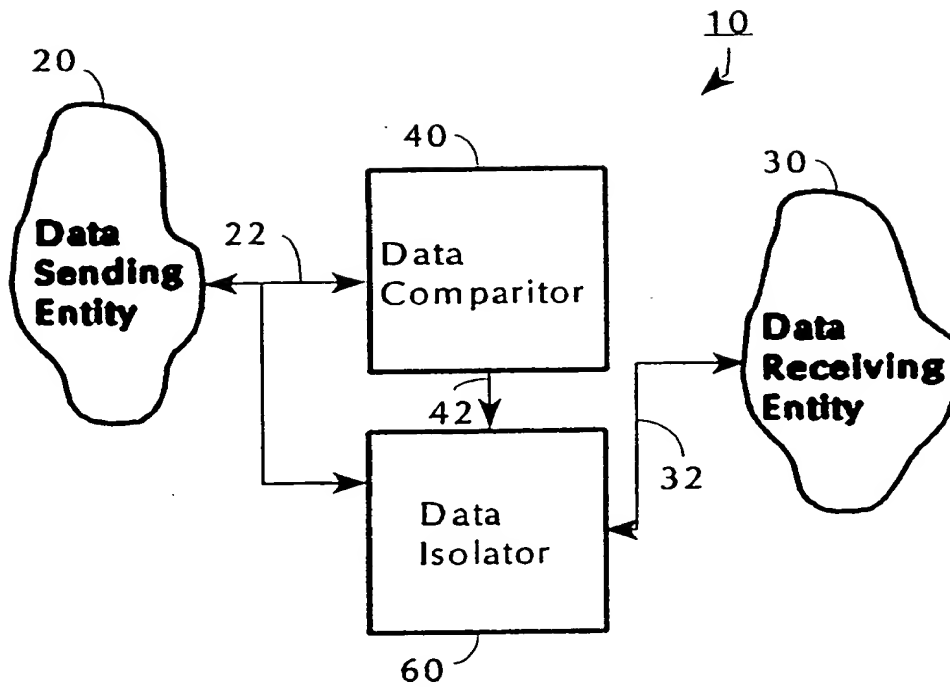 10
20
40
30
Data
Sending
Entity
22
Data
Comparitor
Data
Receiving
Entity
42
32
Data
Isolator
60